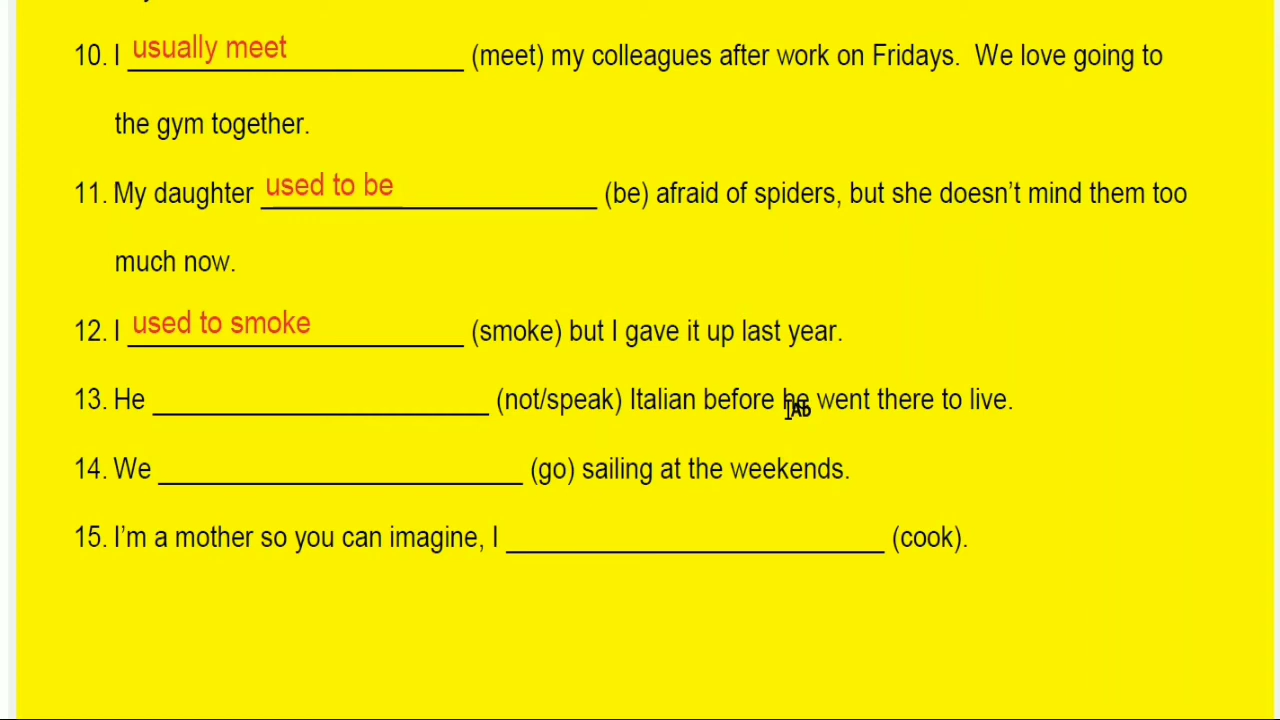 10. I usually meet (meet) my colleagues after work on Fridays. We love going to
the gym together.
11. My daughter used to be (be) afraid of spiders, but she doesn’t mind them too
much now.
12. I used to smoke (smoke) but I gave it up last year.
13. He ____________________ (not/speak) Italian before he went there to live.
14. We ____________________ (go) sailing at the weekends.
15. I’m a mother so you can imagine, I ____________________ (cook).